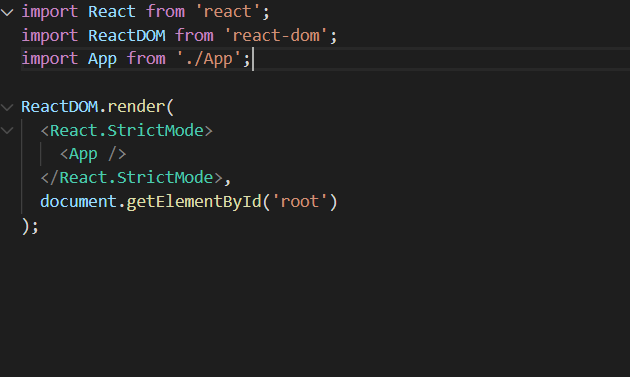 import React from 'react';
import ReactDOM from 'react-dom';
import App from './App';
ReactDOM.render(
  <React.StrictMode>
    <App />
  </React.StrictMode>,
  document.getElementById('root')
);